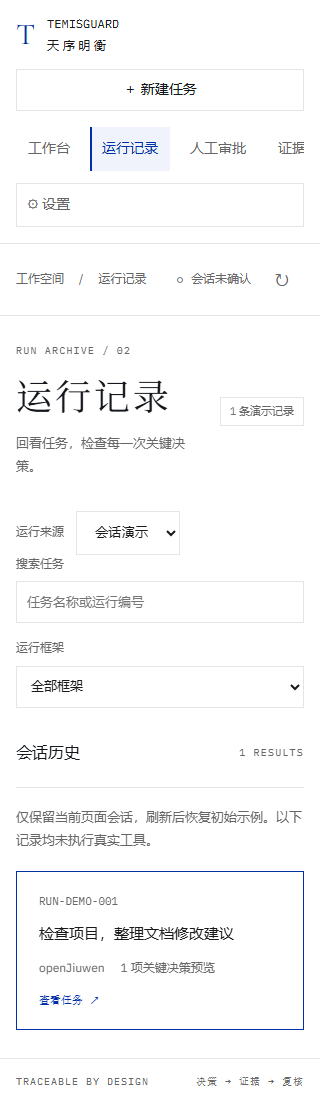 T
TEMISGUARD
天序明衡
+ 新建任务
工作台 运行记录 人工审批 证据
⚙ 设置
工作空间 / 运行记录 ○ 会话未确认 ↻
RUN ARCHIVE / 02
运行记录
1 条演示记录
回看任务，检查每一次关键决
策。
运行来源 会话演示
搜索任务
任务名称或运行编号
运行框架
全部框架
会话历史 1 RESULTS
仅保留当前页面会话，刷新后恢复初始示例。以下
记录均未执行真实工具。
RUN-DEMO-001
检查项目，整理文档修改建议
openJiuwen 1 项关键决策预览
查看任务 ↗
TRACEABLE BY DESIGN 决策 → 证据 → 复核